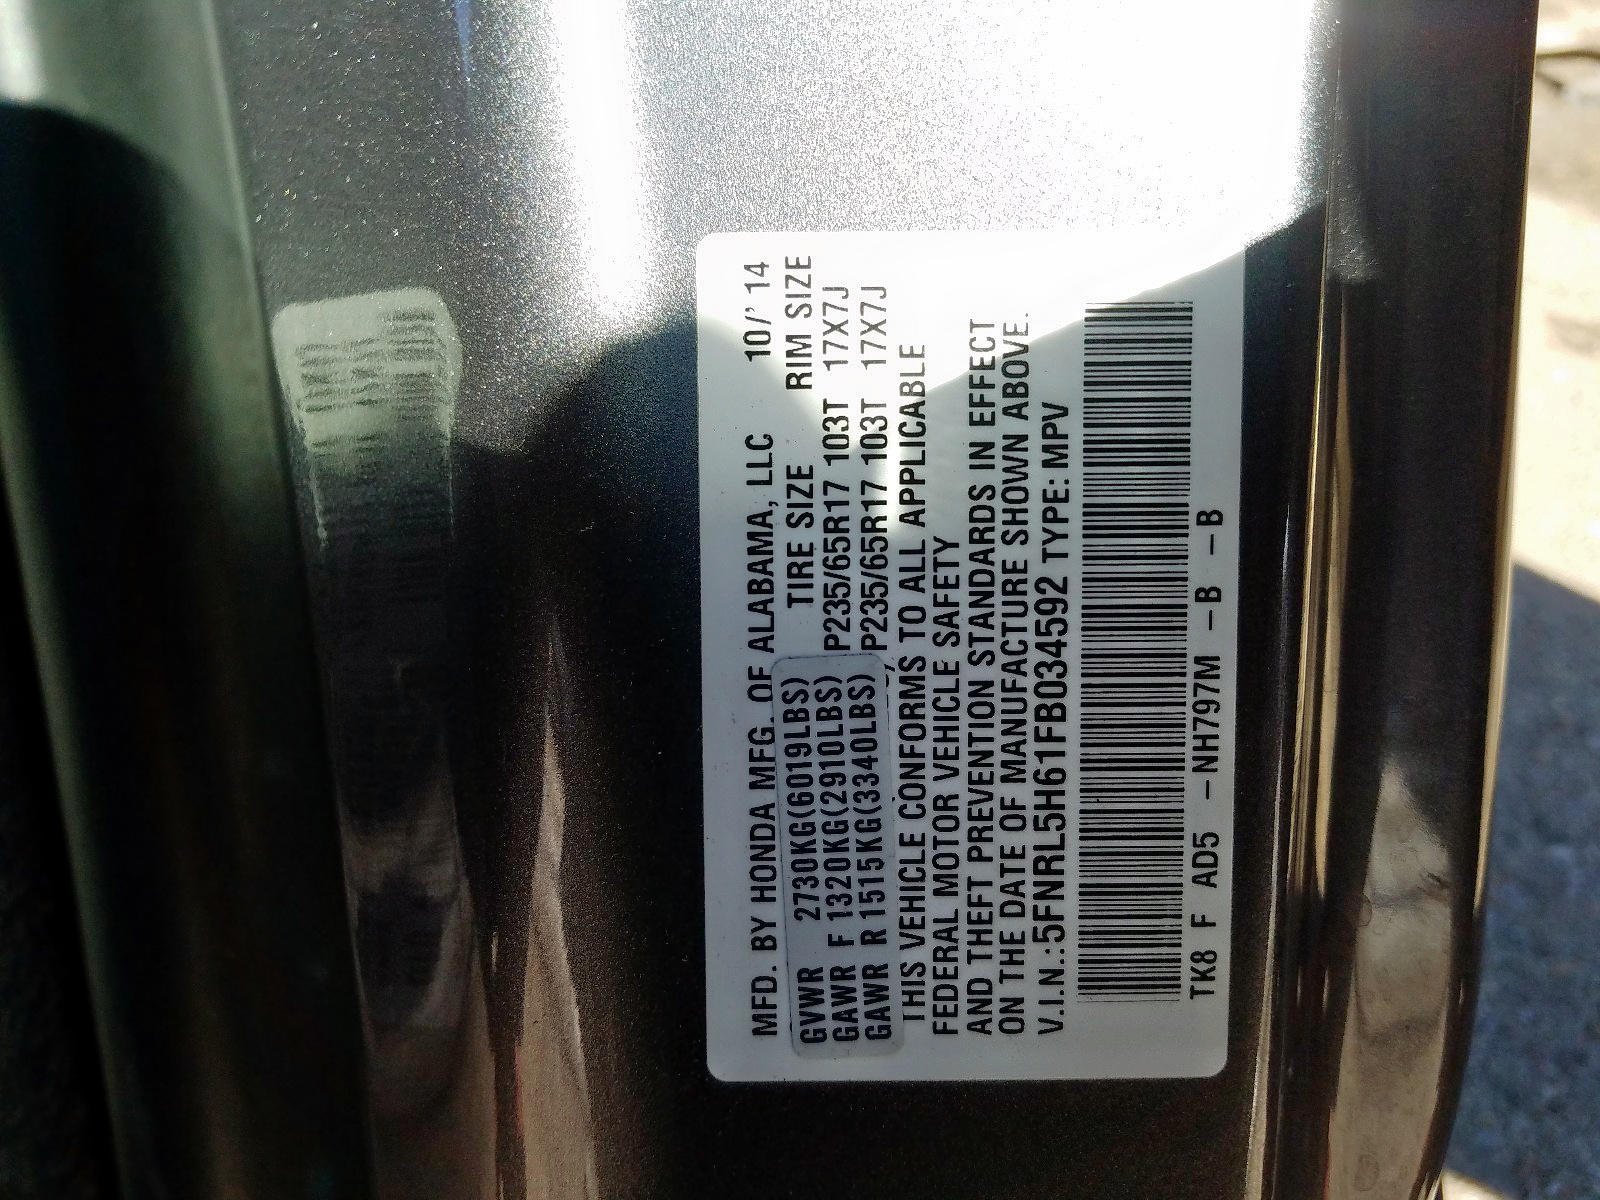 MFD. BY HONDA MFG. OF ALABAMA, LLC 10/' 14
TIRE SIZE RIM SIZE
GVWR 2730KG(6019LBS)
GAWR F 1320KG(2910LBS) P235/65R17 103T 17X7J
GAWR R 1515KG(3340LBS) P235/65R17 103T 17X7J
THIS VEHICLE CONFORMS TO ALL APPLICABLE
FEDERAL MOTOR VEHICLE SAFETY
AND THEFT PREVENTION STANDARDS IN EFFECT
ON THE DATE OF MANUFACTURE SHOWN ABOVE.
V.I.N.:5FNRL5H61FB034592 TYPE: MPV
TK8 F AD5 -NH797M -B -B